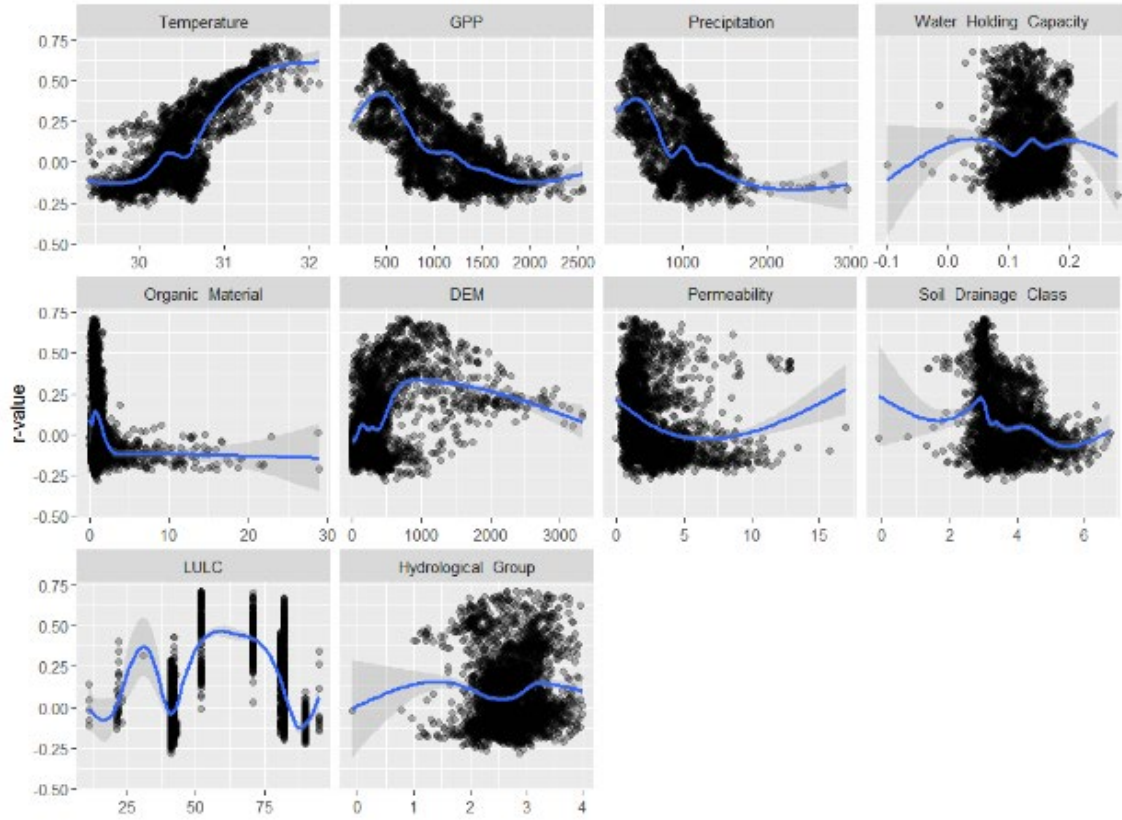 Temperature GPP Precipitation Water Holding Capacity
0.75
0.50
0.25
0.00
-0.25
-0.50
30 31 32 500 1000 1500 2000 2500 1000 2000 3000 -0.1 0.0 0.1 0.2
Organic Material DEM Permeability Soil Drainage Class
r-value
0.75
0.50
0.25
0.00
-0.25
-0.50
0 10 20 30 0 1000 2000 3000 0 5 10 15 0 2 4 6
LULC Hydrological Group
0.75
0.50
0.25
0.00
-0.25
-0.50
25 50 75 0 1 2 3 4